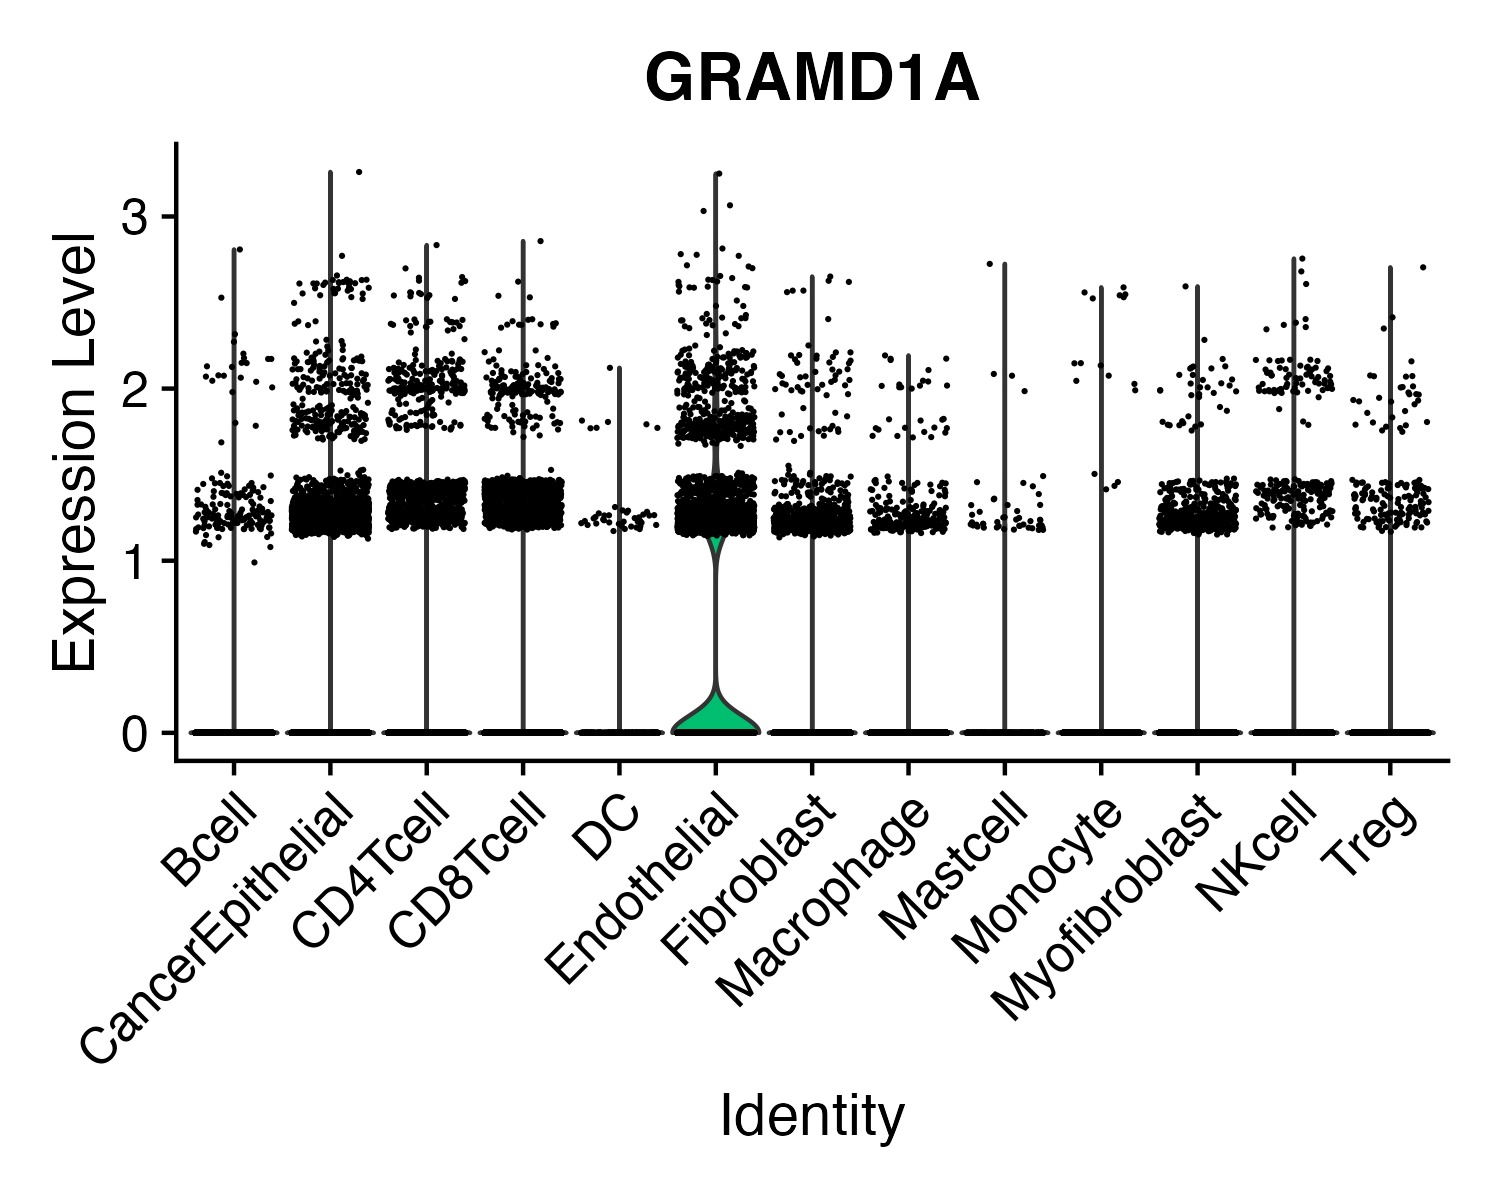 GRAMD1A
Expression Level
3
2
1
0
Bcell
CancerEpithelial
CD4Tcell
CD8Tcell
DC
Endothelial
Fibroblast
Macrophage
Mastcell
Monocyte
Myofibroblast
NKcell
Treg
Identity